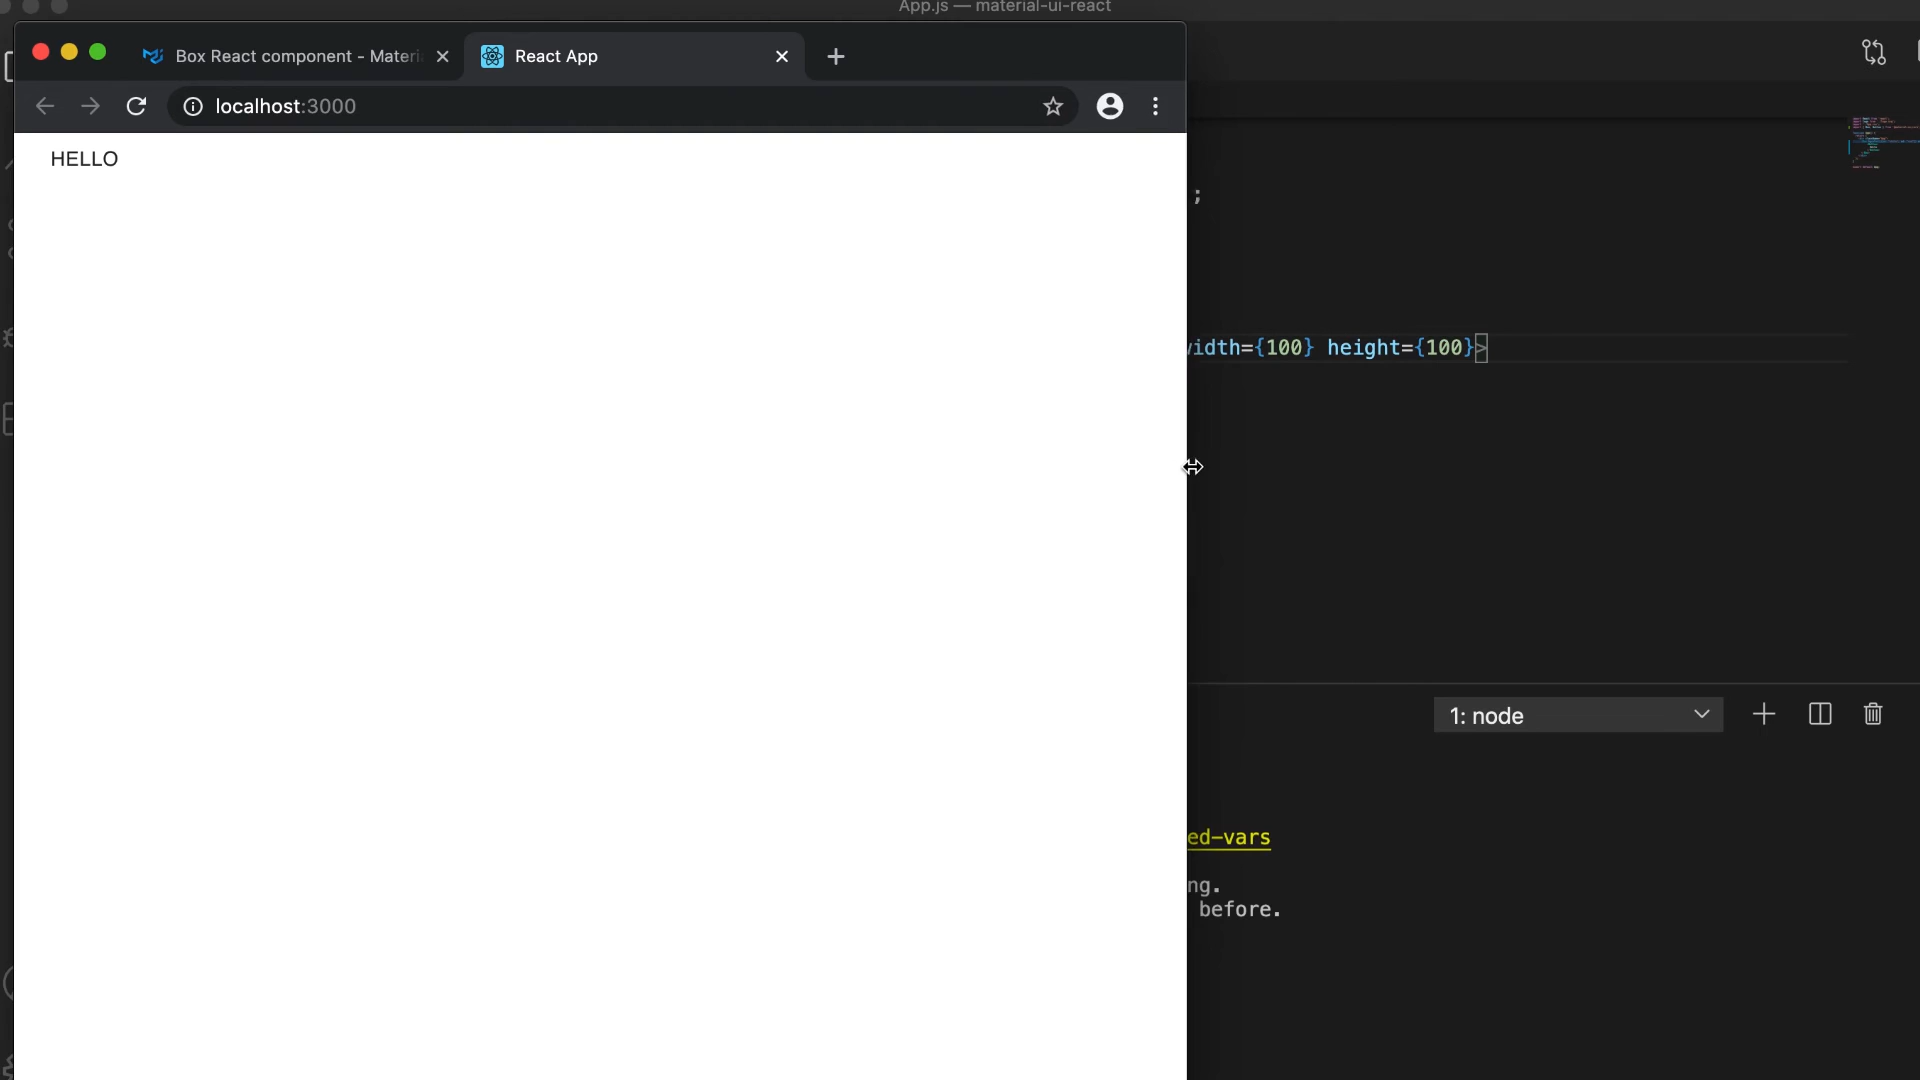 App.js — material-ui-react
Box React component - Materi
React App
localhost:3000
HELLO
;
width={100} height={100}>
1: node
ed-vars
ng.
before.